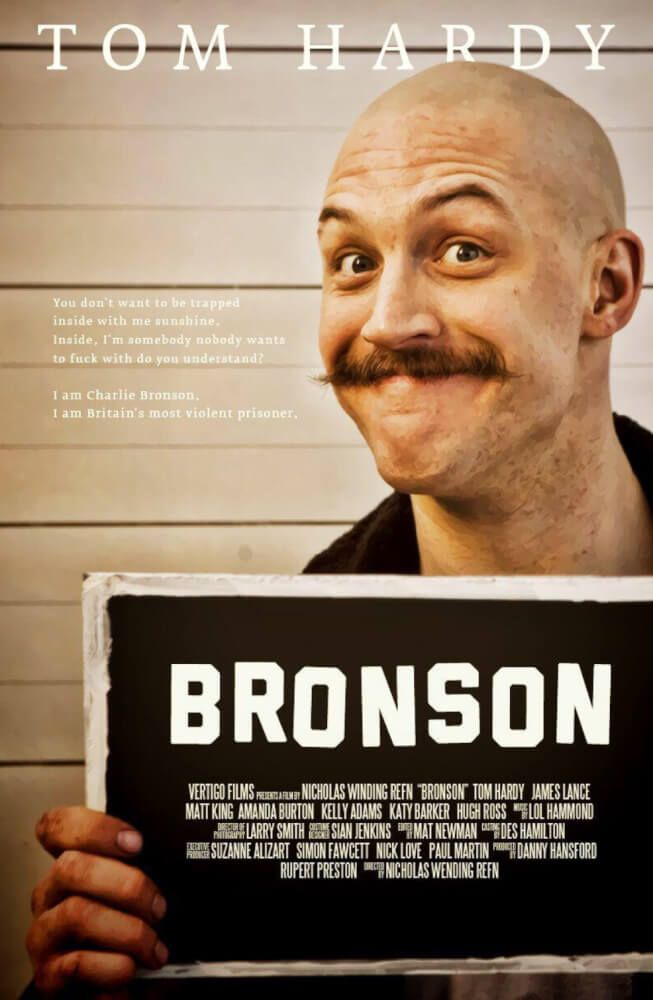 TOM HARDY
You don't want to be trapped
inside with me sunshine.
Inside, I'm somebody nobody wants
to fuck with do you understand?
I am Charlie Bronson.
I am Britain's most violent prisoner.
BRONSON
VERTIGO FILMS PRESENTS A FILM BY NICHOLAS WINDING REFN "BRONSON" TOM HARDY JAMES LANCE
MATT KING AMANDA BURTON KELLY ADAMS KATY BARKER HUGH ROSS MUSIC BY LOL HAMMOND
DIRECTOR OF PHOTOGRAPHY LARRY SMITH COSTUME DESIGNER SIAN JENKINS EDITED BY MAT NEWMAN CASTING BY DES HAMILTON
EXECUTIVE PRODUCER SUZANNE ALIZART SIMON FAWCETT NICK LOVE PAUL MARTIN PRODUCED BY DANNY HANSFORD
RUPERT PRESTON DIRECTED BY NICHOLAS WENDING REFN